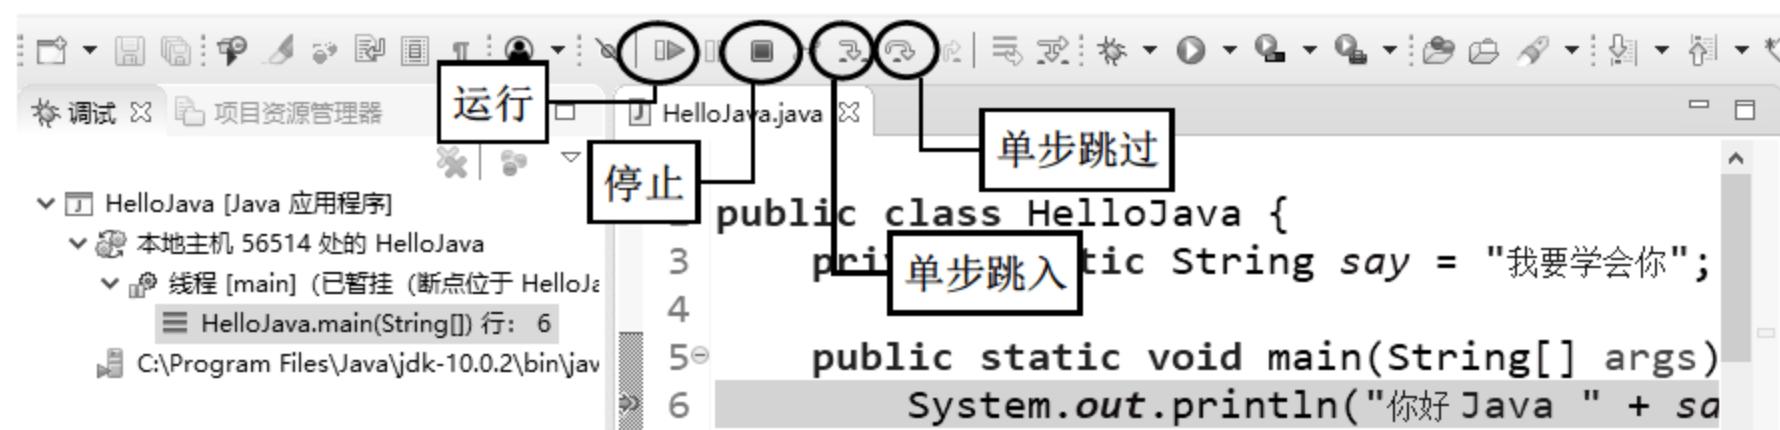 运行
调试
项目资源管理器
HelloJava.java
单步跳过
停止
HelloJava [Java 应用程序]
public class HelloJava {
本地主机 56514 处的 HelloJava
3
String say = "我要学会你";
单步跳入
线程 [main] (已暂挂 (断点位于 HelloJa
4
HelloJava.main(String[]) 行： 6
5 public static void main(String[] args)
C:\Program Files\Java\jdk-10.0.2\bin\jav
6 System.out.println("你好 Java " + sa